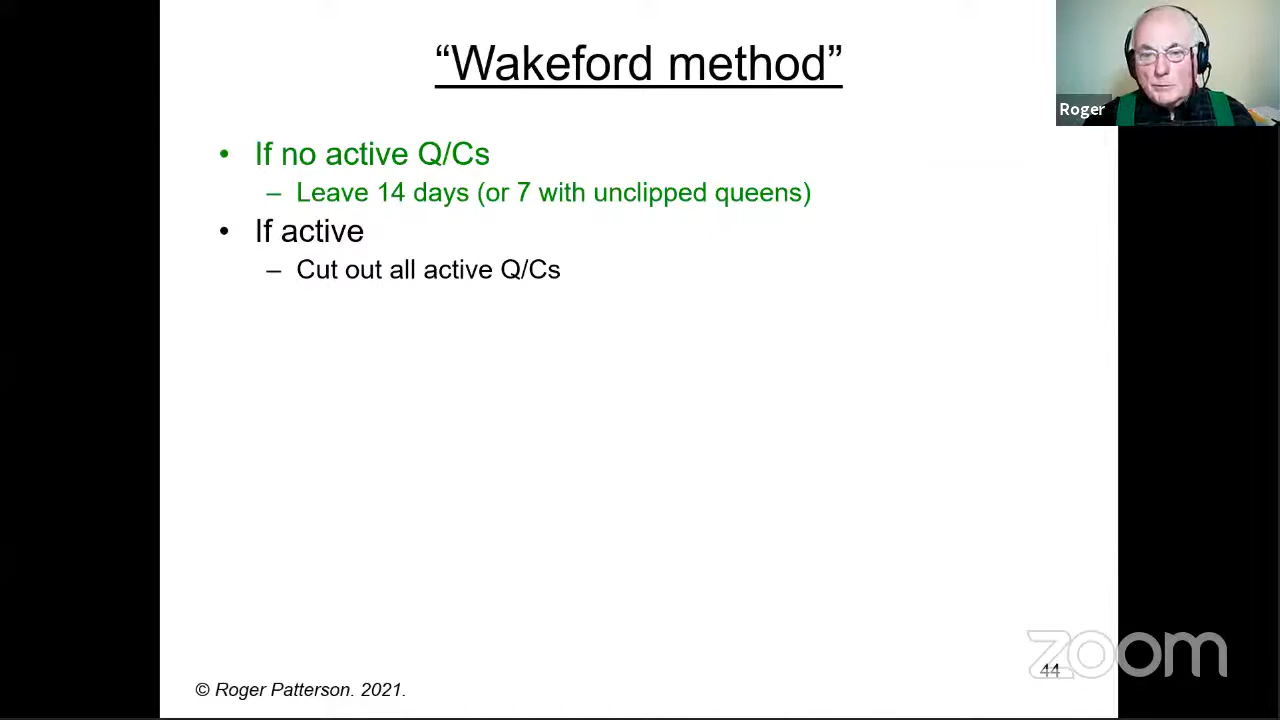 “Wakeford method”
Roger
• If no active Q/Cs
– Leave 14 days (or 7 with unclipped queens)
• If active
– Cut out all active Q/Cs
zoom
44
© Roger Patterson. 2021.